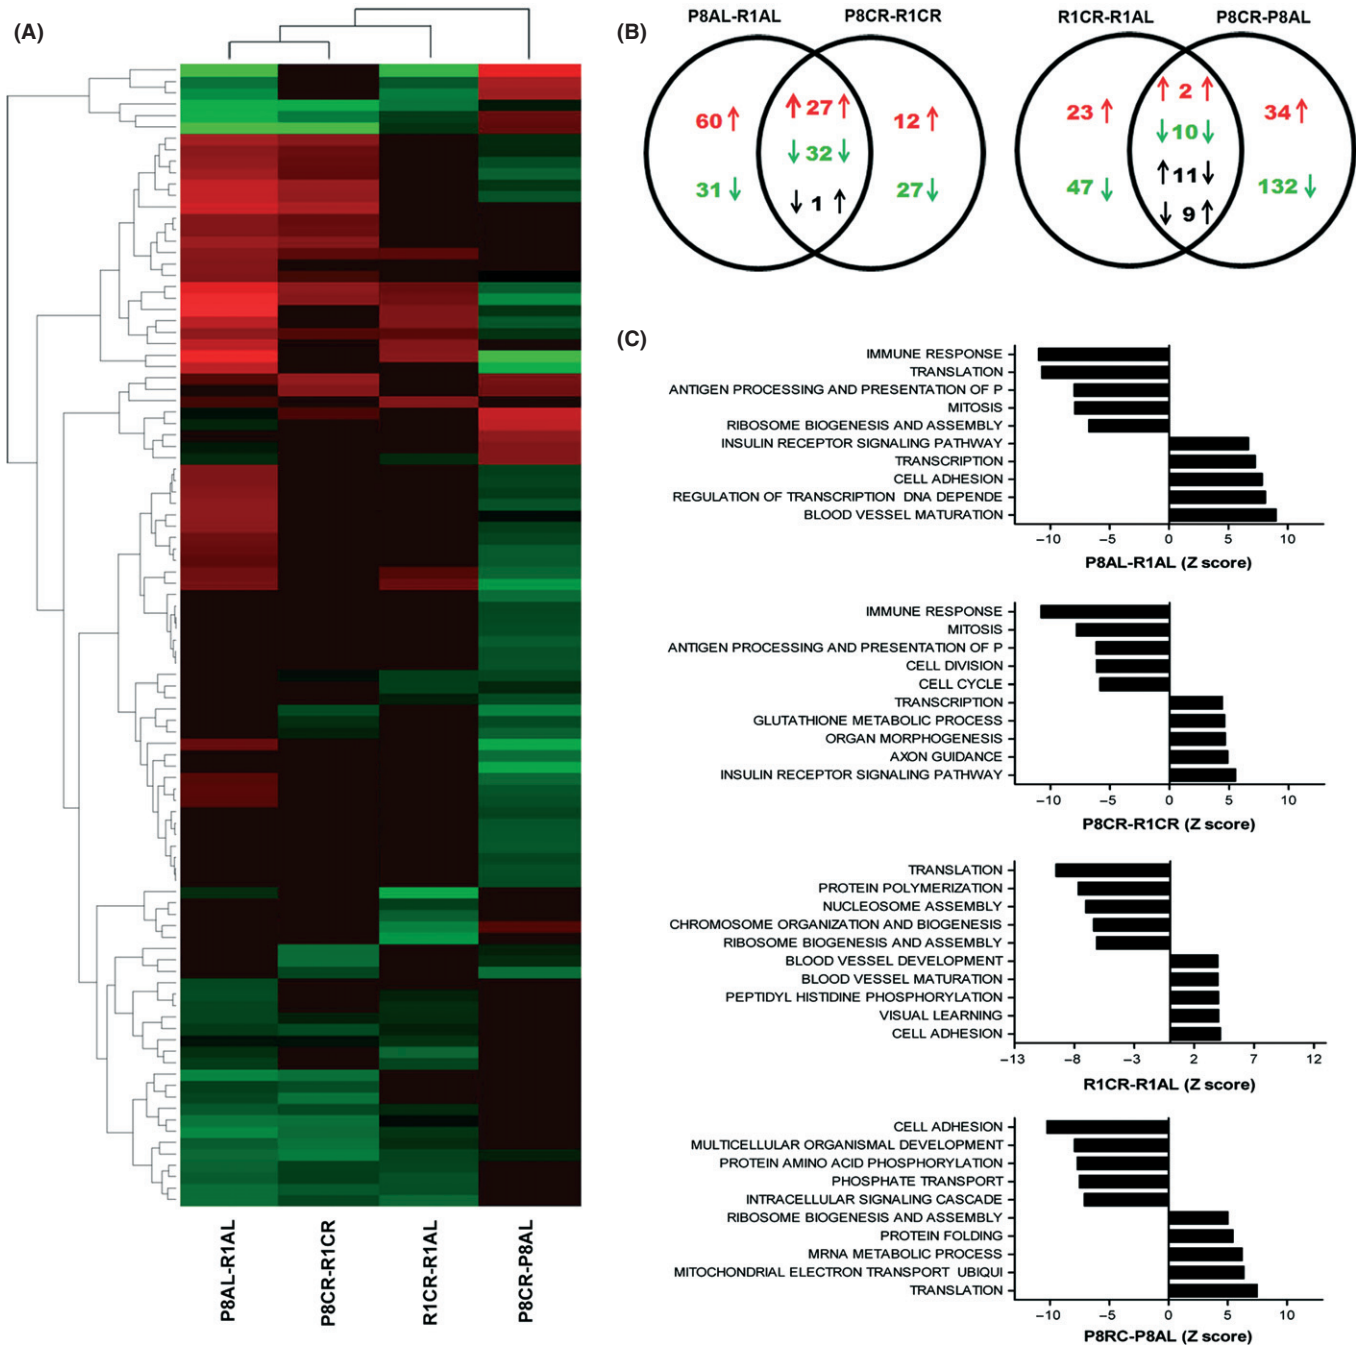 (A)
P8AL-R1AL
P8CR-R1CR
R1CR-R1AL
P8CR-P8AL
(B)
P8AL-R1AL P8CR-R1CR
60↑ ↑ 27 ↑ 12↑
↓ 32 ↓
31↓ ↓ 1 ↑ 27↓
R1CR-R1AL P8CR-P8AL
23↑ ↑ 2 ↑ 34↑
↓ 10 ↓
47↓ ↑ 11 ↓ 132↓
↓ 9 ↑
(C)
IMMUNE RESPONSE
TRANSLATION
ANTIGEN PROCESSING AND PRESENTATION OF P
MITOSIS
RIBOSOME BIOGENESIS AND ASSEMBLY
INSULIN RECEPTOR SIGNALING PATHWAY
TRANSCRIPTION
CELL ADHESION
REGULATION OF TRANSCRIPTION DNA DEPENDE
BLOOD VESSEL MATURATION
−10 −5 0 5 10
P8AL-R1AL (Z score)
IMMUNE RESPONSE
MITOSIS
ANTIGEN PROCESSING AND PRESENTATION OF P
CELL DIVISION
CELL CYCLE
TRANSCRIPTION
GLUTATHIONE METABOLIC PROCESS
ORGAN MORPHOGENESIS
AXON GUIDANCE
INSULIN RECEPTOR SIGNALING PATHWAY
−10 −5 0 5 10
P8CR-R1CR (Z score)
TRANSLATION
PROTEIN POLYMERIZATION
NUCLEOSOME ASSEMBLY
CHROMOSOME ORGANIZATION AND BIOGENESIS
RIBOSOME BIOGENESIS AND ASSEMBLY
BLOOD VESSEL DEVELOPMENT
BLOOD VESSEL MATURATION
PEPTIDYL HISTIDINE PHOSPHORYLATION
VISUAL LEARNING
CELL ADHESION
−13 −8 −3 2 7 12
R1CR-R1AL (Z score)
CELL ADHESION
MULTICELLULAR ORGANISMAL DEVELOPMENT
PROTEIN AMINO ACID PHOSPHORYLATION
PHOSPHATE TRANSPORT
INTRACELLULAR SIGNALING CASCADE
RIBOSOME BIOGENESIS AND ASSEMBLY
PROTEIN FOLDING
MRNA METABOLIC PROCESS
MITOCHONDRIAL ELECTRON TRANSPORT UBIQUI
TRANSLATION
−10 −5 0 5 10
P8RC-P8AL (Z score)